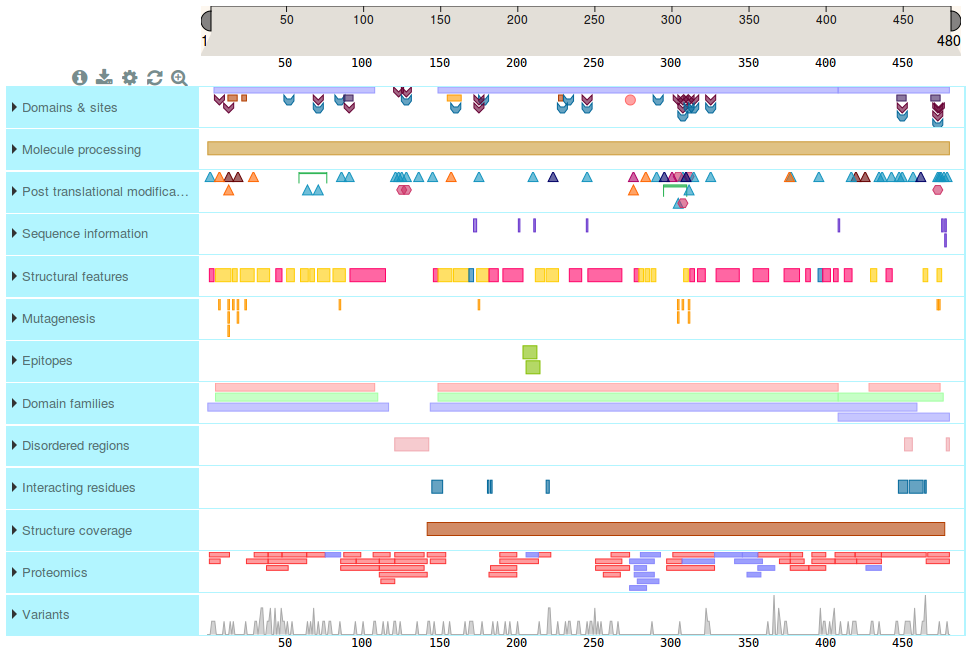 50 100 150 200 250 300 350 400 450
1 480
50 100 150 200 250 300 350 400 450
Domains & sites
Molecule processing
Post translational modifica...
Sequence information
Structural features
Mutagenesis
Epitopes
Domain families
Disordered regions
Interacting residues
Structure coverage
Proteomics
Variants
50 100 150 200 250 300 350 400 450